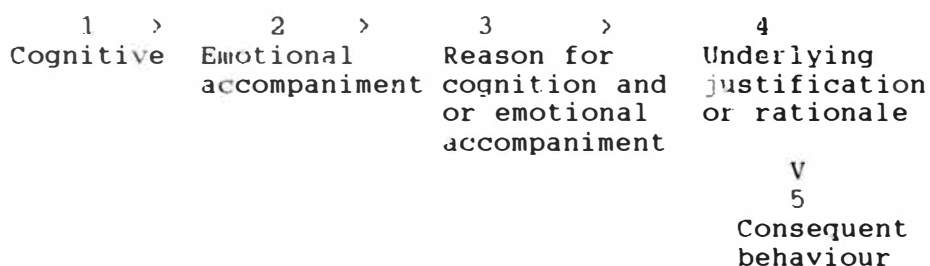 1 > 2 > 3 > 4
Cognitive Emotional Reason for Underlying
accompaniment cognition and justification
or emotional or rationale
accompaniment
V
5
Consequent
behaviour